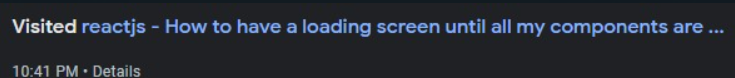 Visited reactjs - How to have a loading screen until all my components are ...
10:41 PM • Details